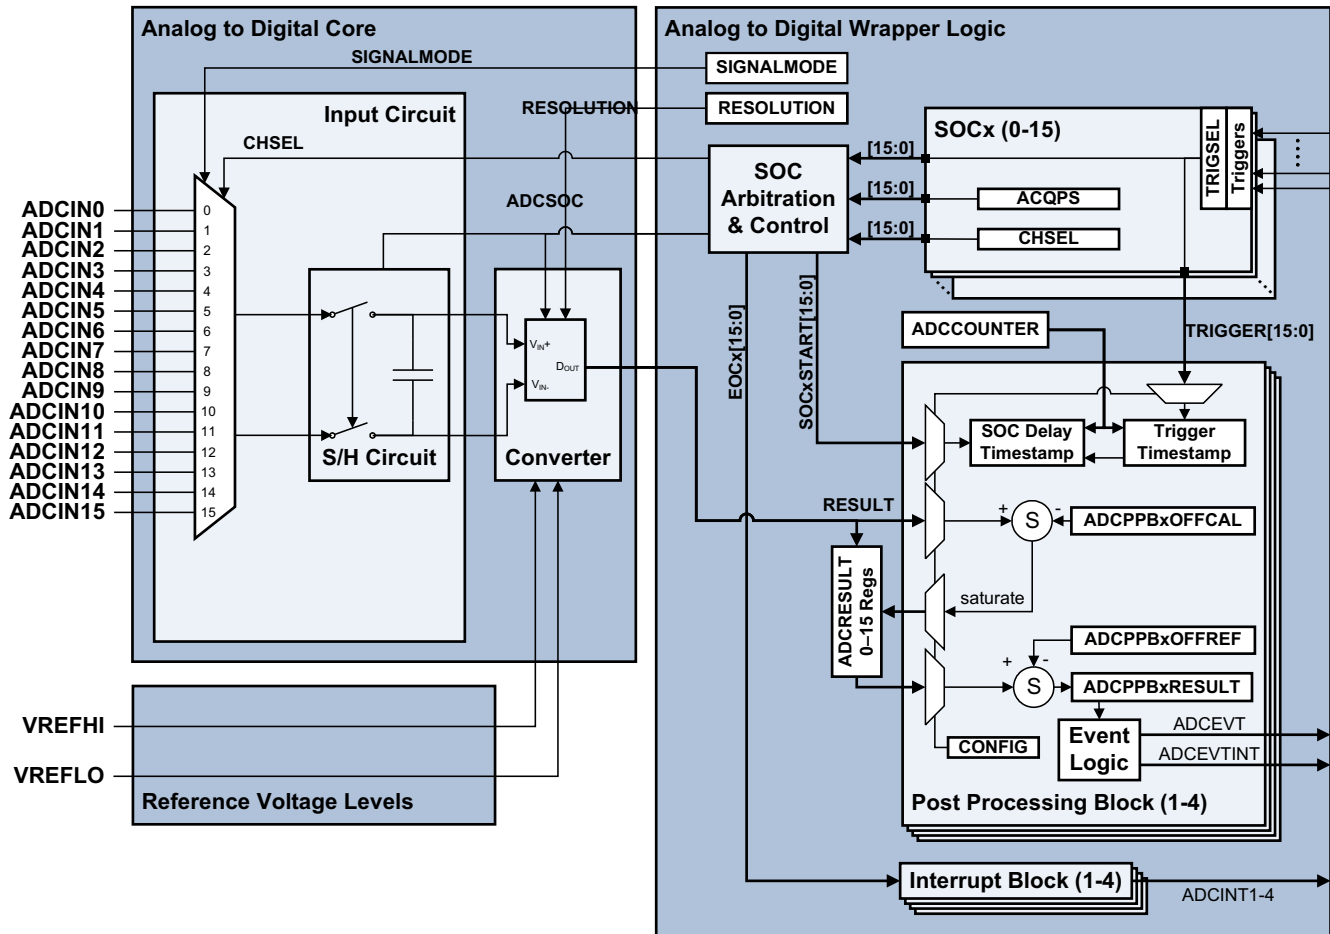 Analog to Digital Core
Analog to Digital Wrapper Logic
SIGNALMODE
SIGNALMODE
RESOLUTION
RESOLUTION
Input Circuit
CHSEL
ADCSOC
SOC
Arbitration
& Control
[15:0]
[15:0]
[15:0]
SOCx (0-15)
TRIGSEL
Triggers
ACQPS
CHSEL
ADCIN0
ADCIN1
ADCIN2
ADCIN3
ADCIN4
ADCIN5
ADCIN6
ADCIN7
ADCIN8
ADCIN9
ADCIN10
ADCIN11
ADCIN12
ADCIN13
ADCIN14
ADCIN15
0
1
2
3
4
5
6
7
8
9
10
11
12
13
14
15
S/H Circuit
VIN+
VIN-
DOUT
Converter
EOCx[15:0]
SOCxSTART[15:0]
ADCCOUNTER
TRIGGER[15:0]
SOC Delay
Timestamp
Trigger
Timestamp
RESULT
+
S
-
ADCPPBxOFFCAL
ADCRESULT
0–15 Regs
saturate
ADCPPBxOFFREF
+
-
S
ADCPPBxRESULT
CONFIG
Event
Logic
ADCEVT
ADCEVTINT
Post Processing Block (1-4)
VREFHI
VREFLO
Reference Voltage Levels
Interrupt Block (1-4)
ADCINT1-4